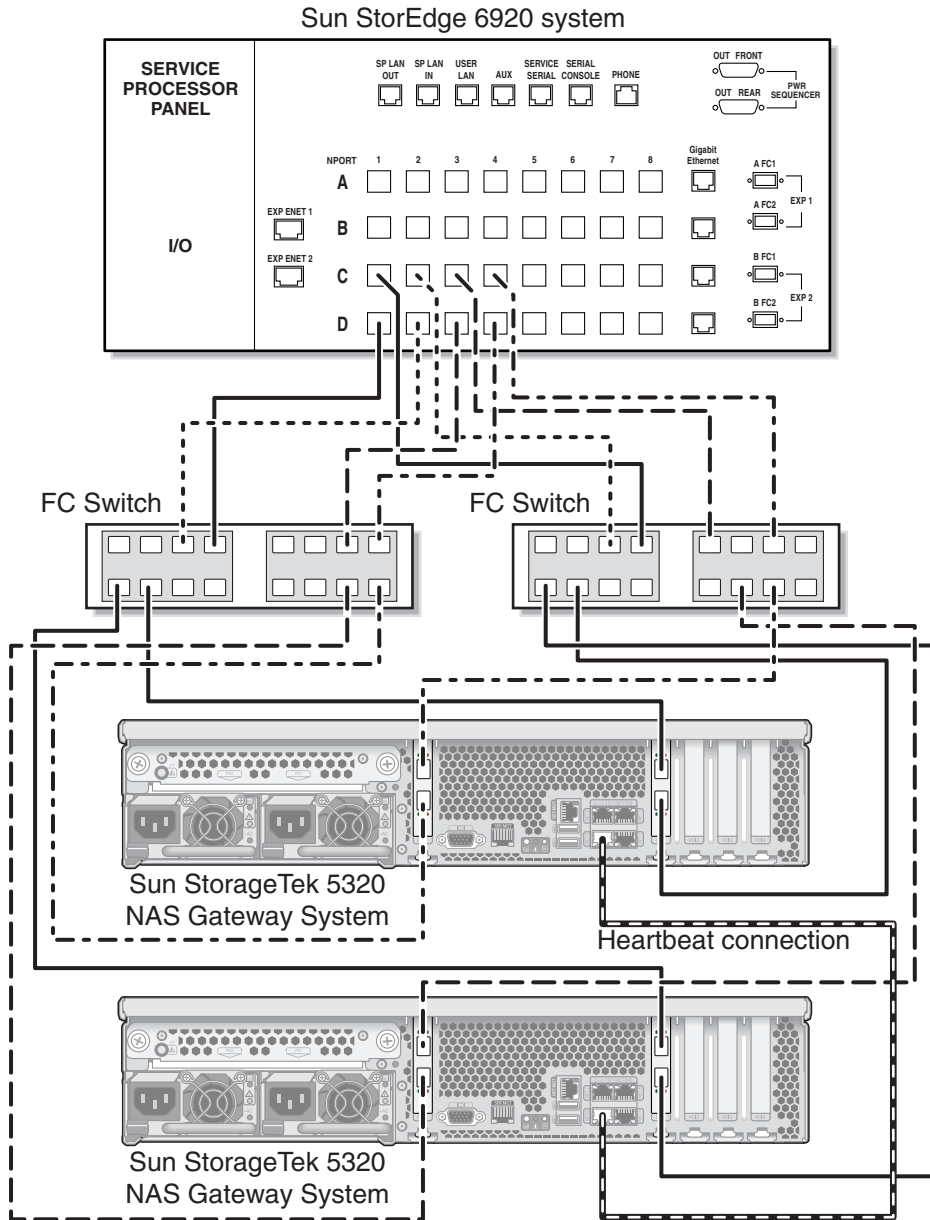 Sun StorEdge 6920 system
SERVICE
PROCESSOR
PANEL
I/O
SP LAN
OUT
SP LAN
IN
USER
LAN
AUX
SERVICE
SERIAL
SERIAL
CONSOLE
PHONE
OUT FRONT
OUT REAR
PWR
SEQUENCER
NPORT 1 2 3 4 5 6 7 8
Gigabit
Ethernet
A
B
C
D
EXP ENET 1
EXP ENET 2
A FC1
A FC2
EXP 1
B FC1
B FC2
EXP 2
FC Switch
FC Switch
Sun StorageTek 5320
NAS Gateway System
Heartbeat connection
Sun StorageTek 5320
NAS Gateway System